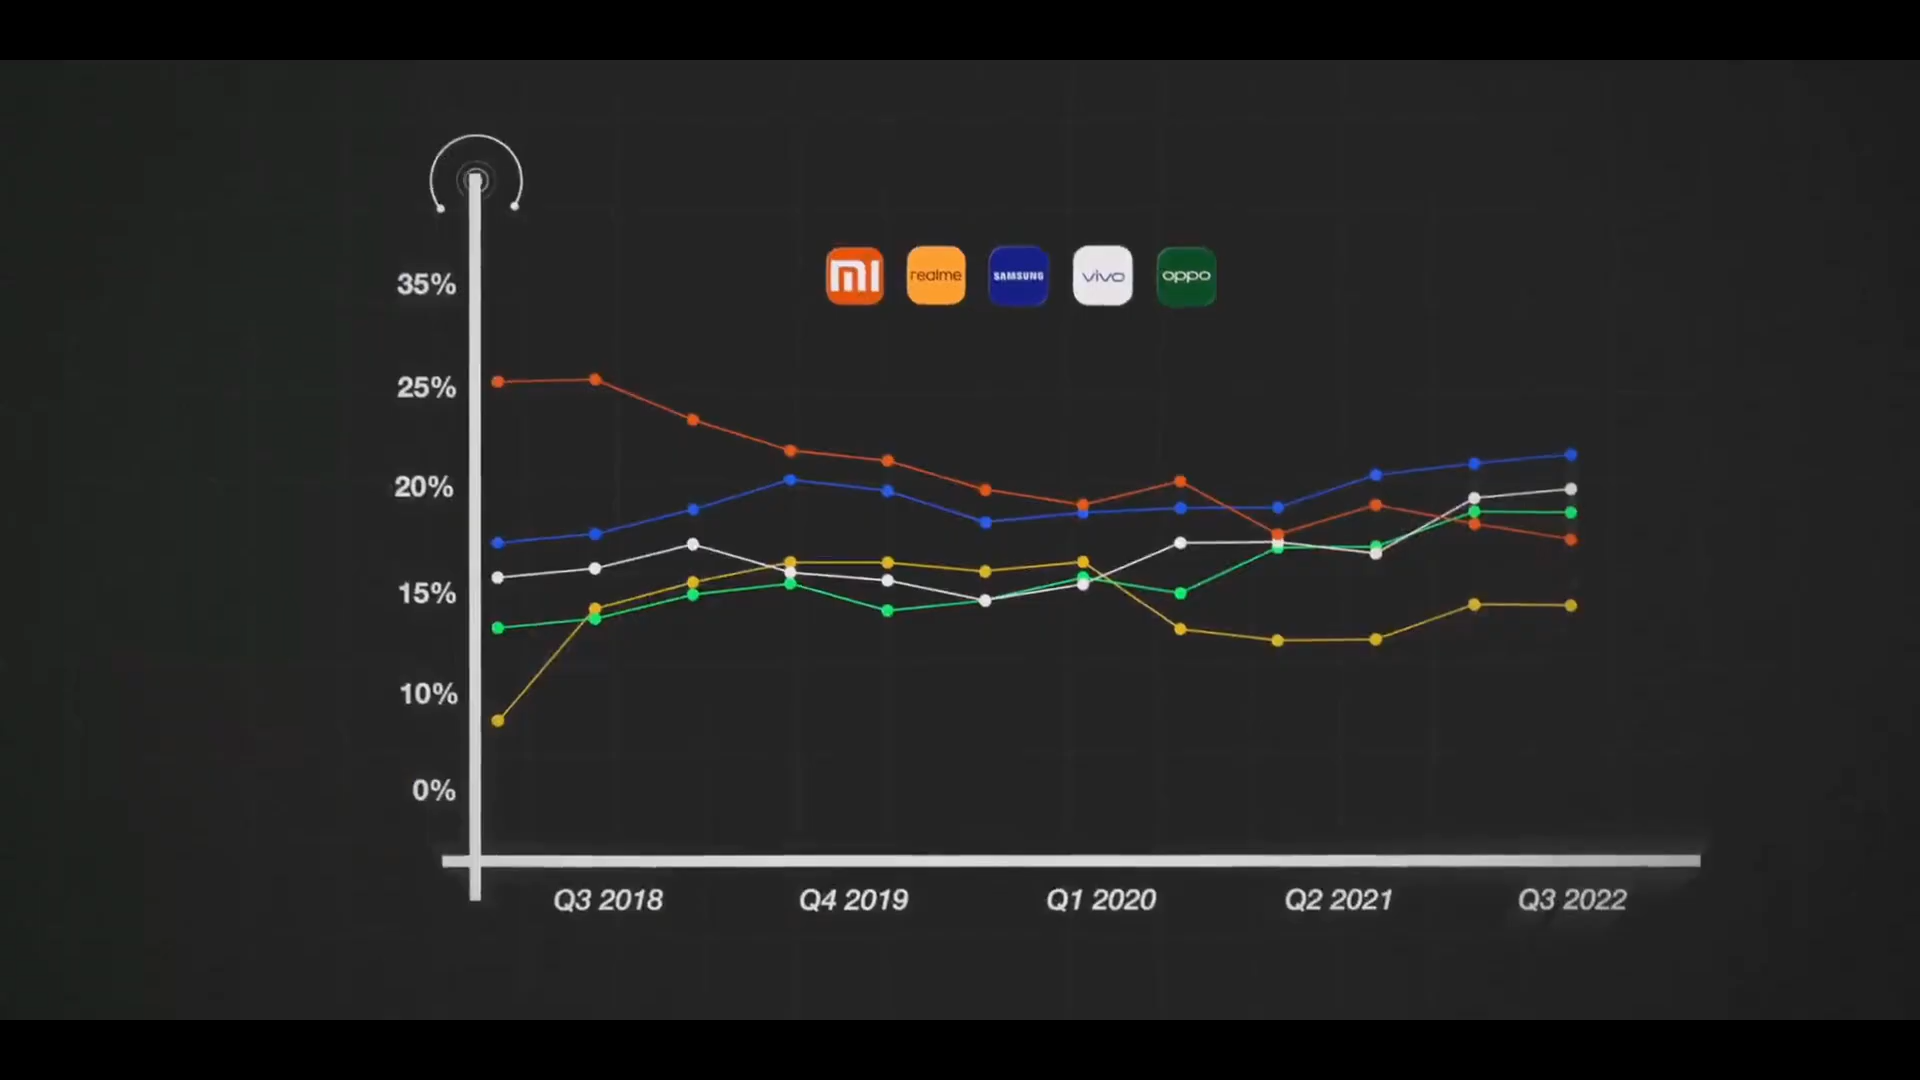 mi
realme
SAMSUNG
vivo
oppo
35%
25%
20%
15%
10%
0%
Q3 2018
Q4 2019
Q1 2020
Q2 2021
Q3 2022